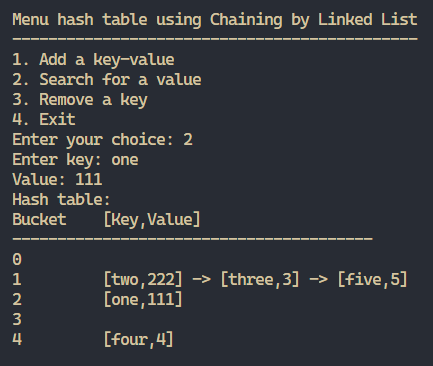 Menu hash table using Chaining by Linked List
---------------------------------------------
1. Add a key-value
2. Search for a value
3. Remove a key
4. Exit
Enter your choice: 2
Enter key: one
Value: 111
Hash table:
Bucket    [Key,Value]
----------------------------------------
0
1         [two,222] -> [three,3] -> [five,5]
2         [one,111]
3
4         [four,4]